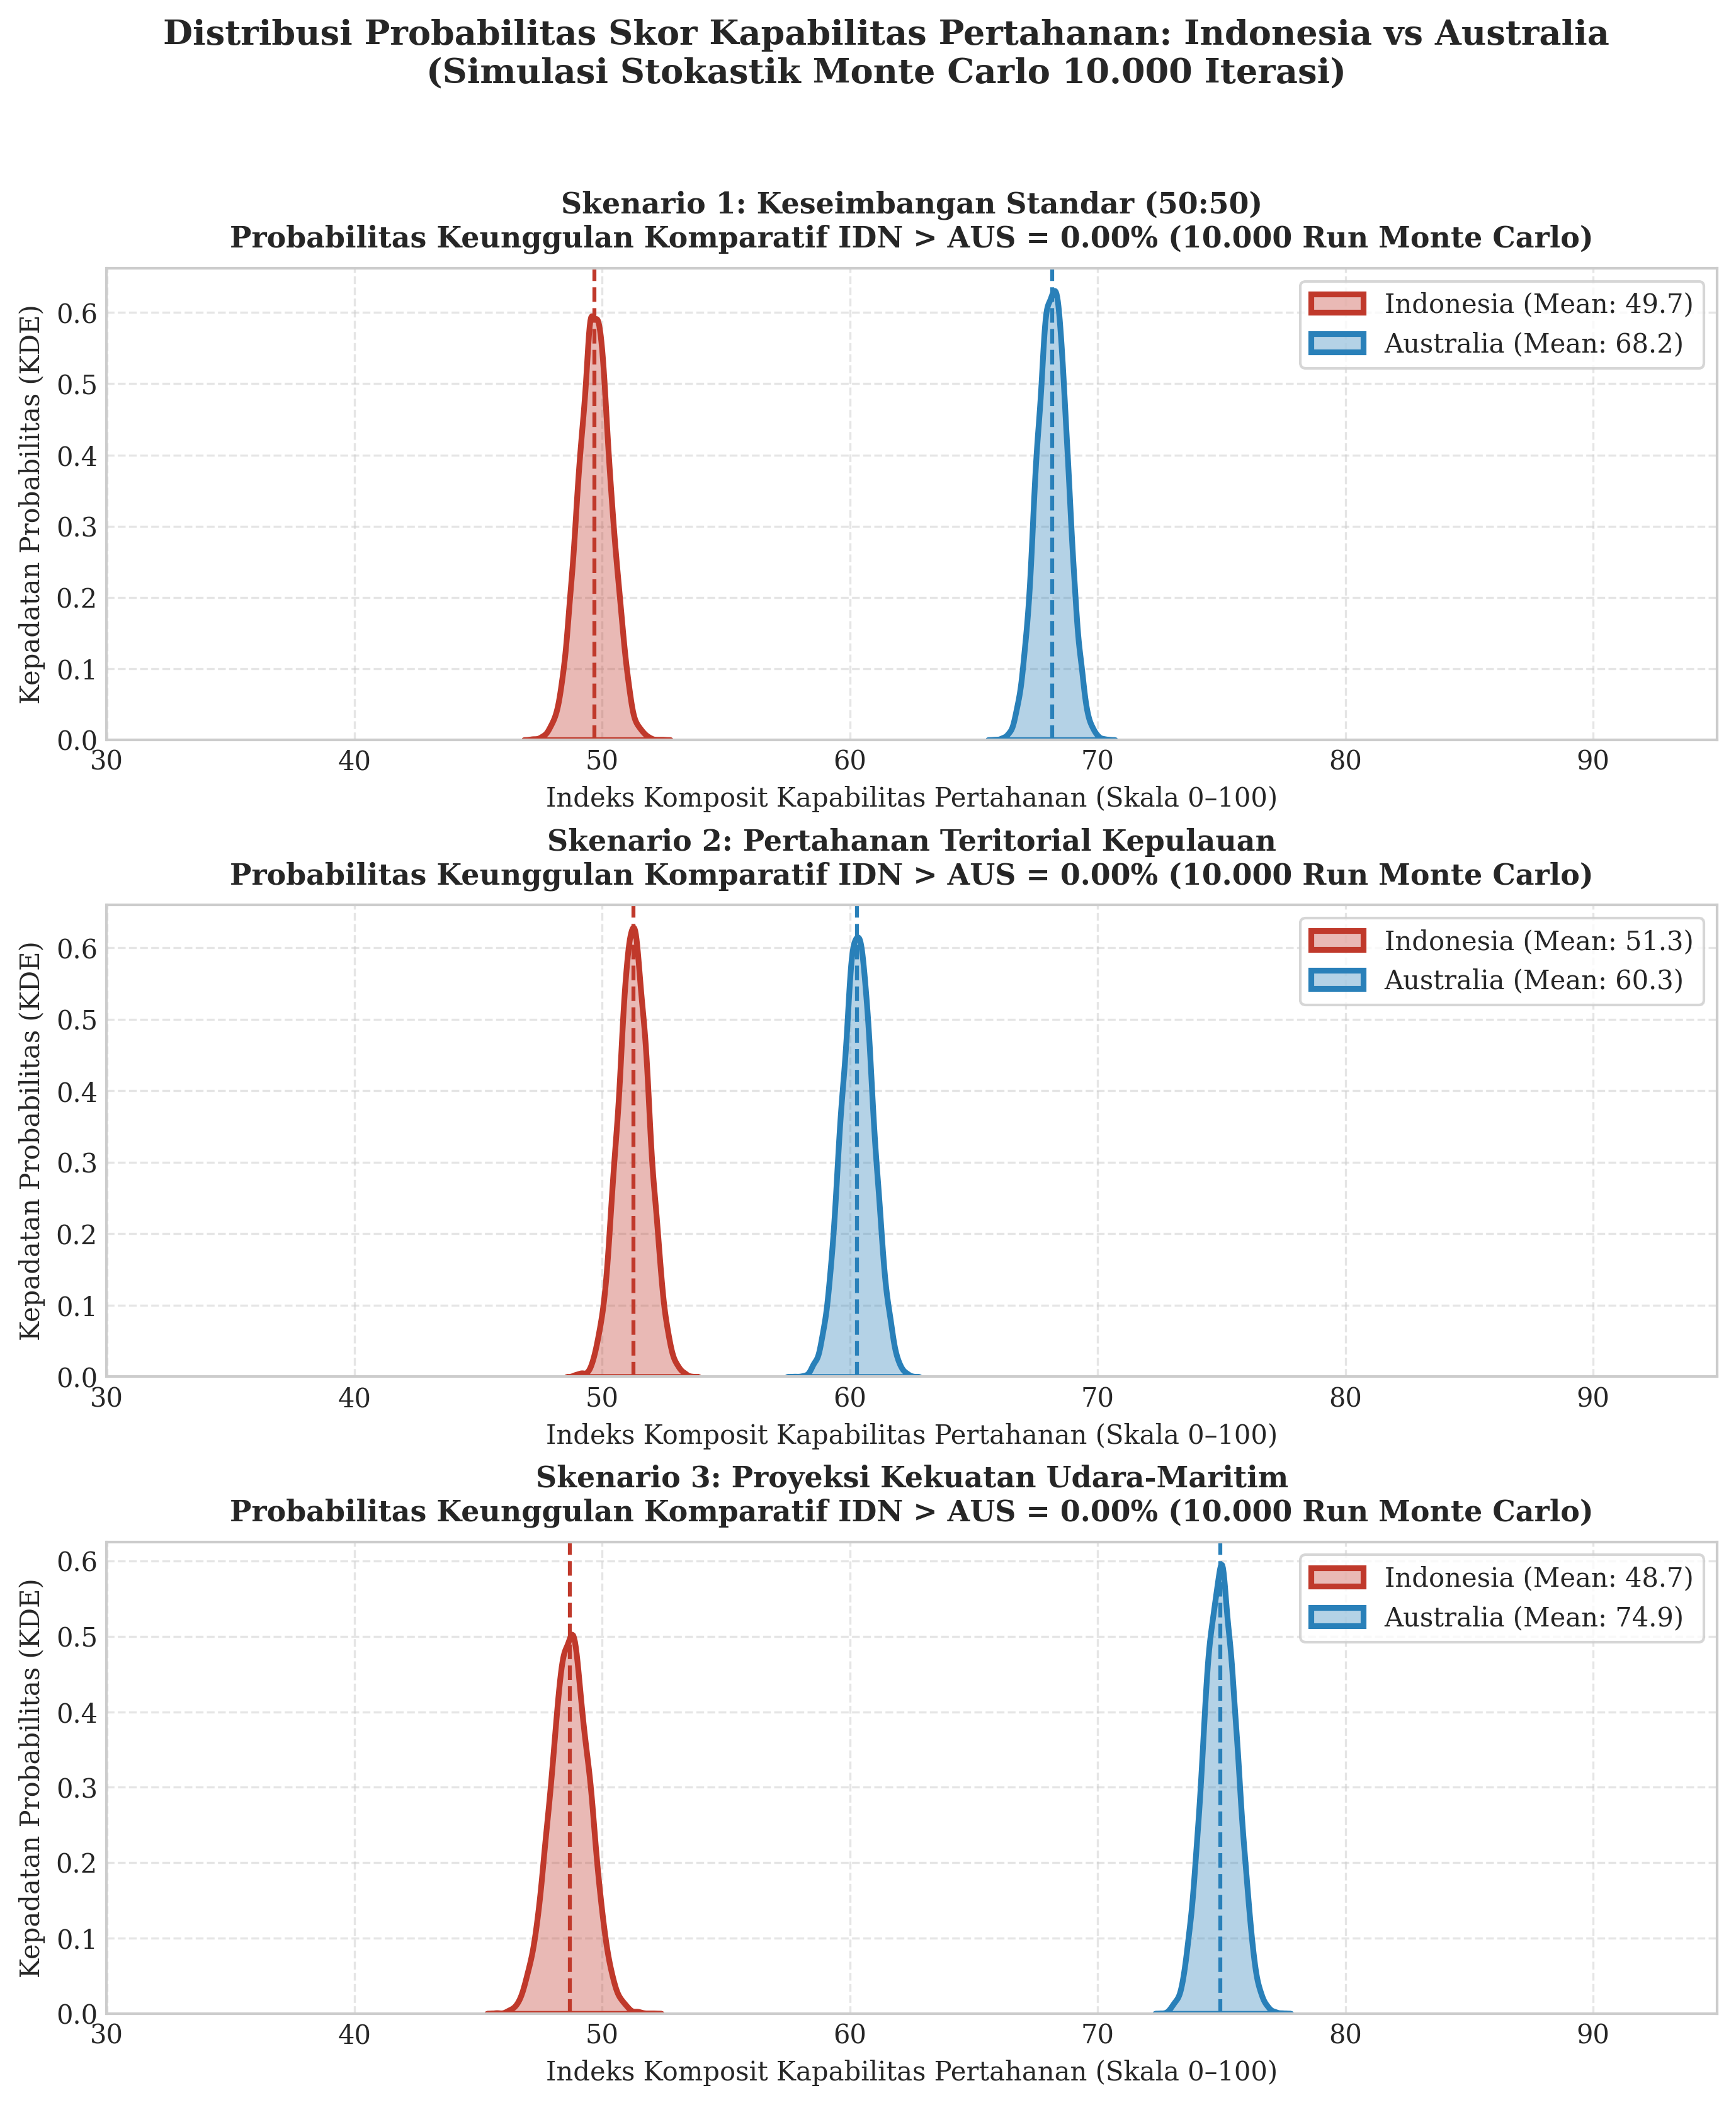 Distribusi Probabilitas Skor Kapabilitas Pertahanan: Indonesia vs Australia
(Simulasi Stokastik Monte Carlo 10.000 Iterasi)
Skenario 1: Keseimbangan Standar (50:50)
Probabilitas Keunggulan Komparatif IDN > AUS = 0.00% (10.000 Run Monte Carlo)
Kepadatan Probabilitas (KDE)
0.6
0.5
0.4
0.3
0.2
0.1
0.0
Indonesia (Mean: 49.7)
Australia (Mean: 68.2)
30 40 50 60 70 80 90
Indeks Komposit Kapabilitas Pertahanan (Skala 0–100)
Skenario 2: Pertahanan Teritorial Kepulauan
Probabilitas Keunggulan Komparatif IDN > AUS = 0.00% (10.000 Run Monte Carlo)
Kepadatan Probabilitas (KDE)
0.6
0.5
0.4
0.3
0.2
0.1
0.0
Indonesia (Mean: 51.3)
Australia (Mean: 60.3)
30 40 50 60 70 80 90
Indeks Komposit Kapabilitas Pertahanan (Skala 0–100)
Skenario 3: Proyeksi Kekuatan Udara-Maritim
Probabilitas Keunggulan Komparatif IDN > AUS = 0.00% (10.000 Run Monte Carlo)
Kepadatan Probabilitas (KDE)
0.6
0.5
0.4
0.3
0.2
0.1
0.0
Indonesia (Mean: 48.7)
Australia (Mean: 74.9)
30 40 50 60 70 80 90
Indeks Komposit Kapabilitas Pertahanan (Skala 0–100)